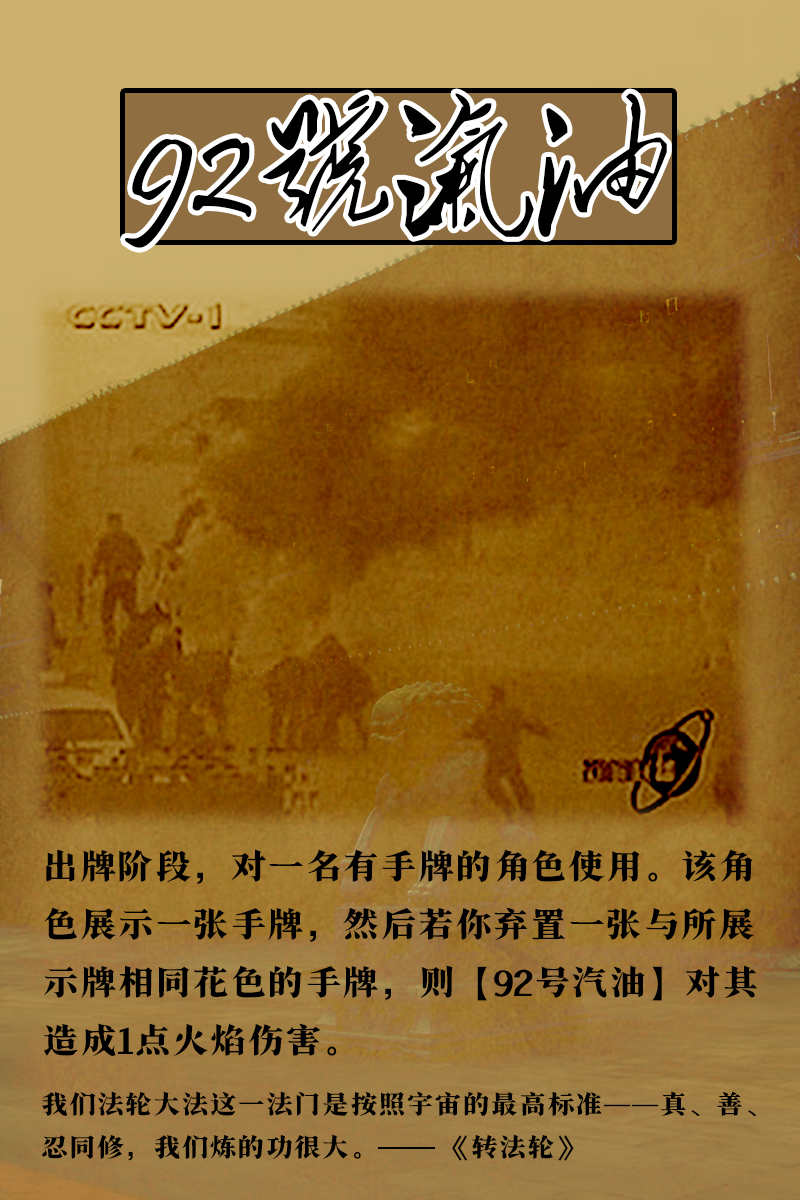 92號氣油
CCTV-1
出牌阶段，对一名有手牌的角色使用。该角
色展示一张手牌，然后若你弃置一张与所展
示牌相同花色的手牌，则【92号汽油】对其
造成1点火焰伤害。
我们法轮大法这一法门是按照宇宙的最高标准——真、善、
忍同修，我们炼的功很大。——《转法轮》